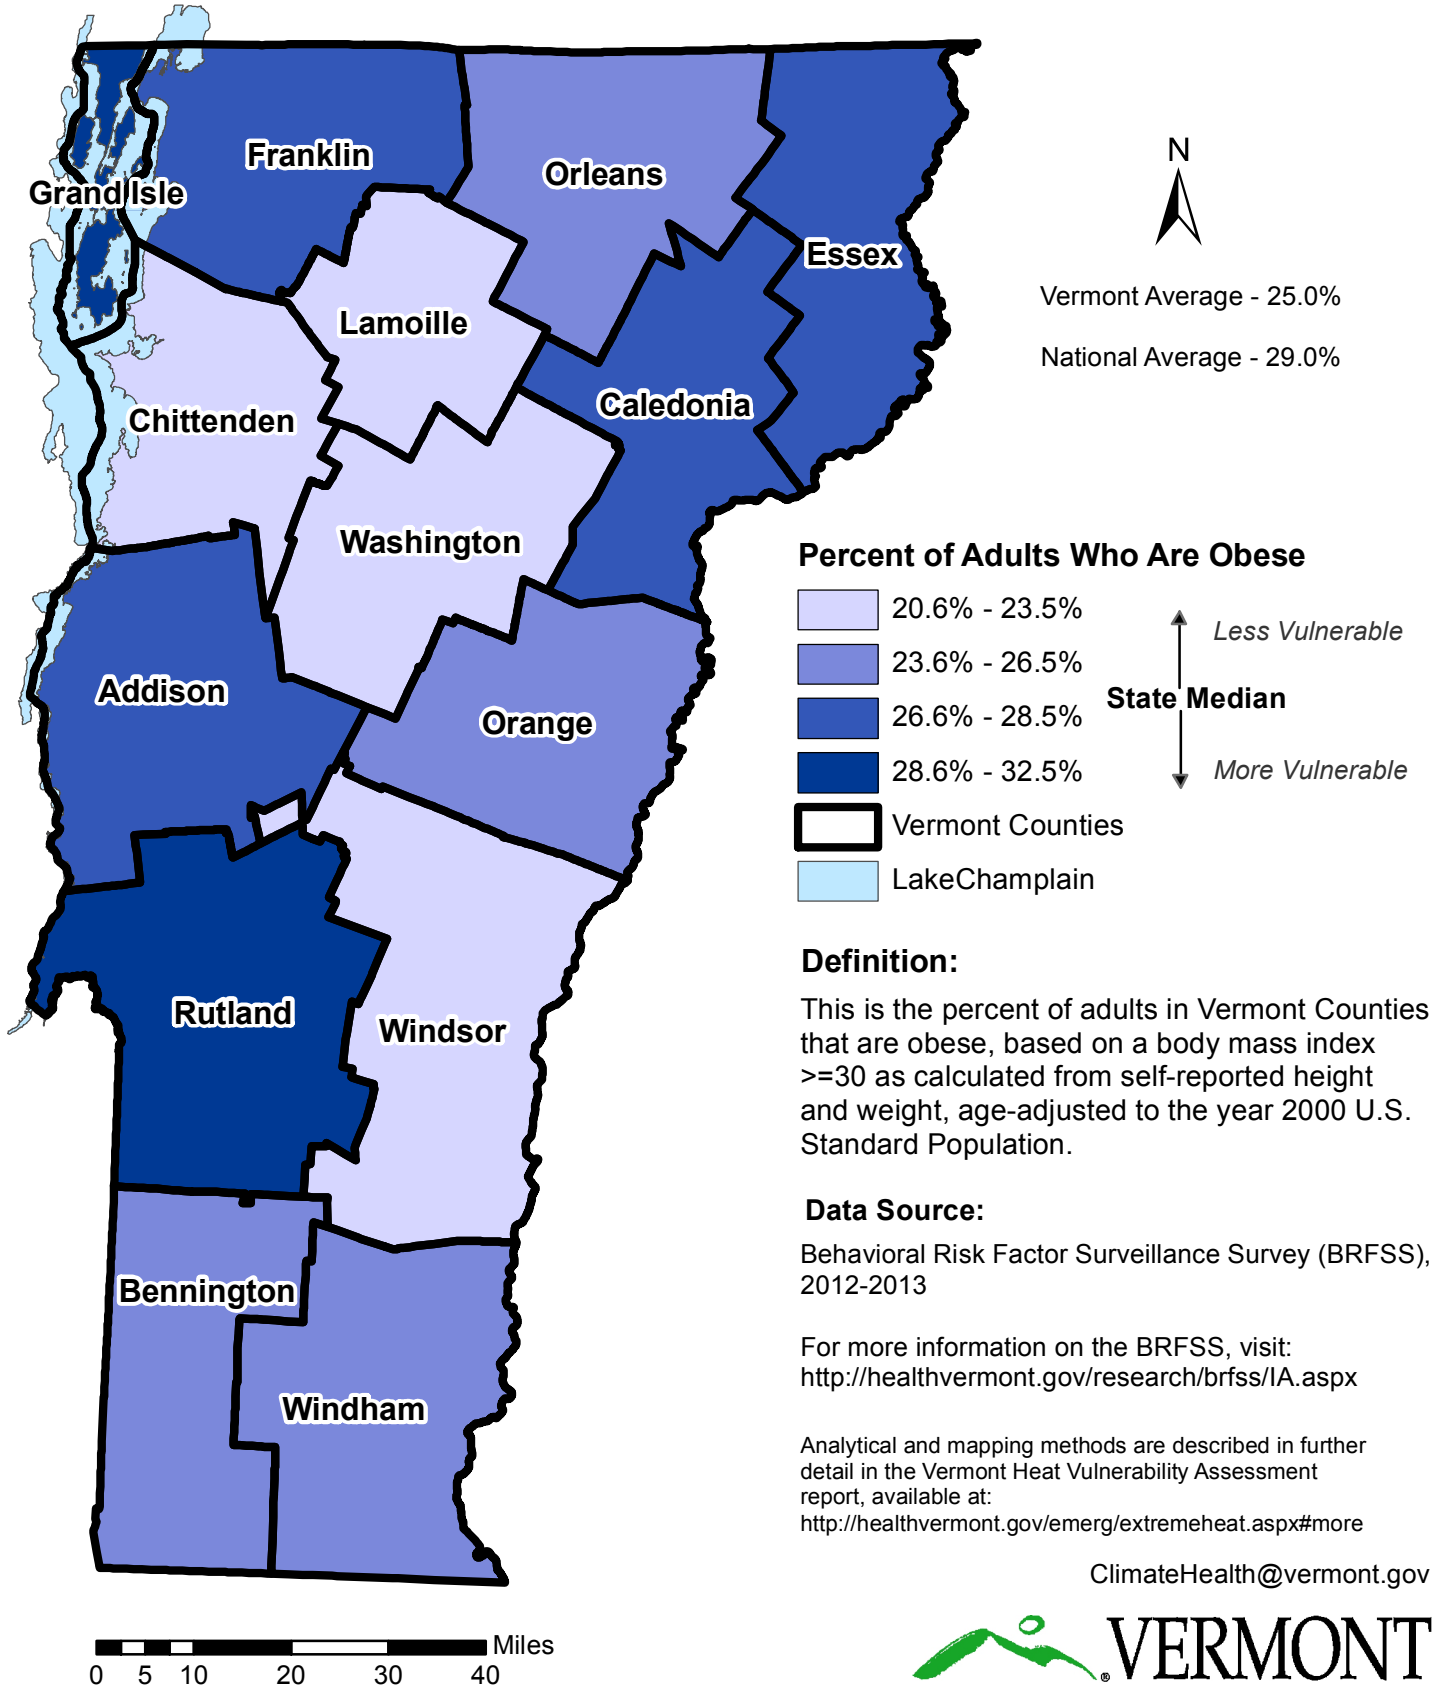 Franklin
Orleans
Grand Isle
Essex
Lamoille
Caledonia
Chittenden
Washington
Addison
Orange
Rutland
Windsor
Bennington
Windham
N
Vermont Average - 25.0%
National Average - 29.0%
Percent of Adults Who Are Obese
20.6% - 23.5%
23.6% - 26.5%
26.6% - 28.5%
28.6% - 32.5%
Less Vulnerable
State Median
More Vulnerable
Vermont Counties
LakeChamplain
Definition:
This is the percent of adults in Vermont Counties
that are obese, based on a body mass index
>=30 as calculated from self-reported height
and weight, age-adjusted to the year 2000 U.S.
Standard Population.
Data Source:
Behavioral Risk Factor Surveillance Survey (BRFSS),
2012-2013
For more information on the BRFSS, visit:
http://healthvermont.gov/research/brfss/IA.aspx
Analytical and mapping methods are described in further
detail in the Vermont Heat Vulnerability Assessment
report, available at:
http://healthvermont.gov/emerg/extremeheat.aspx#more
ClimateHealth@vermont.gov
® VERMONT
Miles
0 5 10 20 30 40